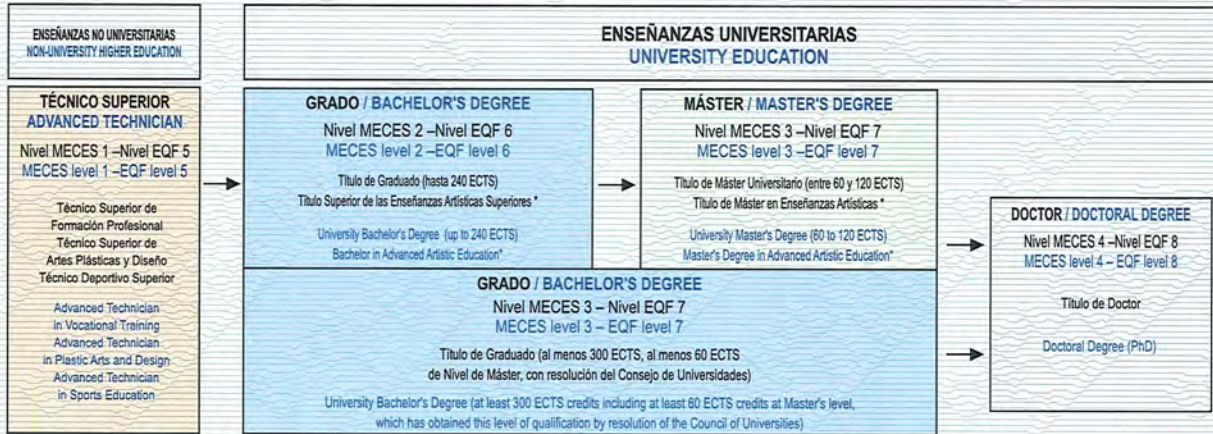 ENSEÑANZAS NO UNIVERSITARIAS
NON-UNIVERSITY HIGHER EDUCATION
ENSEÑANZAS UNIVERSITARIAS
UNIVERSITY EDUCATION
TÉCNICO SUPERIOR
ADVANCED TECHNICIAN
Nivel MECES 1 –Nivel EQF 5
MECES level 1 –EQF level 5
Técnico Superior de
Formación Profesional
Técnico Superior de
Artes Plásticas y Diseño
Técnico Deportivo Superior
Advanced Technician
in Vocational Training
Advanced Technician
in Plastic Arts and Design
Advanced Technician
in Sports Education
GRADO / BACHELOR'S DEGREE
Nivel MECES 2 –Nivel EQF 6
MECES level 2 –EQF level 6
Título de Graduado (hasta 240 ECTS)
Título Superior de las Enseñanzas Artísticas Superiores *
University Bachelor's Degree (up to 240 ECTS)
Bachelor in Advanced Artistic Education*
MÁSTER / MASTER'S DEGREE
Nivel MECES 3 –Nivel EQF 7
MECES level 3 –EQF level 7
Título de Máster Universitario (entre 60 y 120 ECTS)
Título de Máster en Enseñanzas Artísticas *
University Master's Degree (60 to 120 ECTS)
Master's Degree in Advanced Artistic Education*
GRADO / BACHELOR'S DEGREE
Nivel MECES 3 – Nivel EQF 7
MECES level 3 – EQF level 7
Título de Graduado (al menos 300 ECTS, al menos 60 ECTS
de Nivel de Máster, con resolución del Consejo de Universidades)
University Bachelor's Degree (at least 300 ECTS credits including at least 60 ECTS credits at Master's level,
which has obtained this level of qualification by resolution of the Council of Universities)
DOCTOR / DOCTORAL DEGREE
Nivel MECES 4 –Nivel EQF 8
MECES level 4 – EQF level 8
Título de Doctor
Doctoral Degree (PhD)